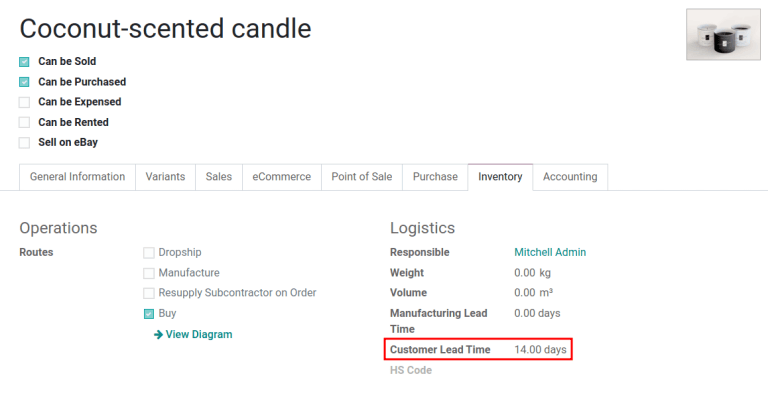 Coconut-scented candle
Can be Sold
Can be Purchased
Can be Expensed
Can be Rented
Sell on eBay
General Information Variants Sales eCommerce Point of Sale Purchase Inventory Accounting
Operations
Routes
Dropship
Manufacture
Resupply Subcontractor on Order
Buy
View Diagram
Logistics
Responsible Mitchell Admin
Weight 0.00 kg
Volume 0.00 m³
Manufacturing Lead 0.00 days
Time
Customer Lead Time 14.00 days
HS Code